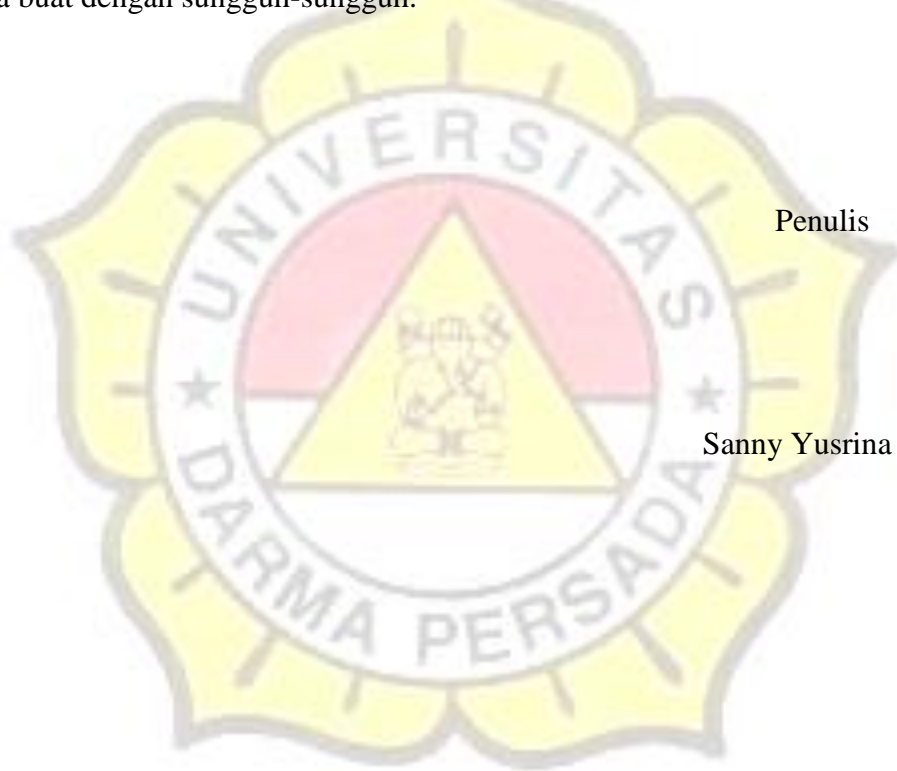 buat dengan sungguh-sungguh.
UNIVERSITAS
Penulis
Sanny Yusrina
★ DARMA PERSADA ★